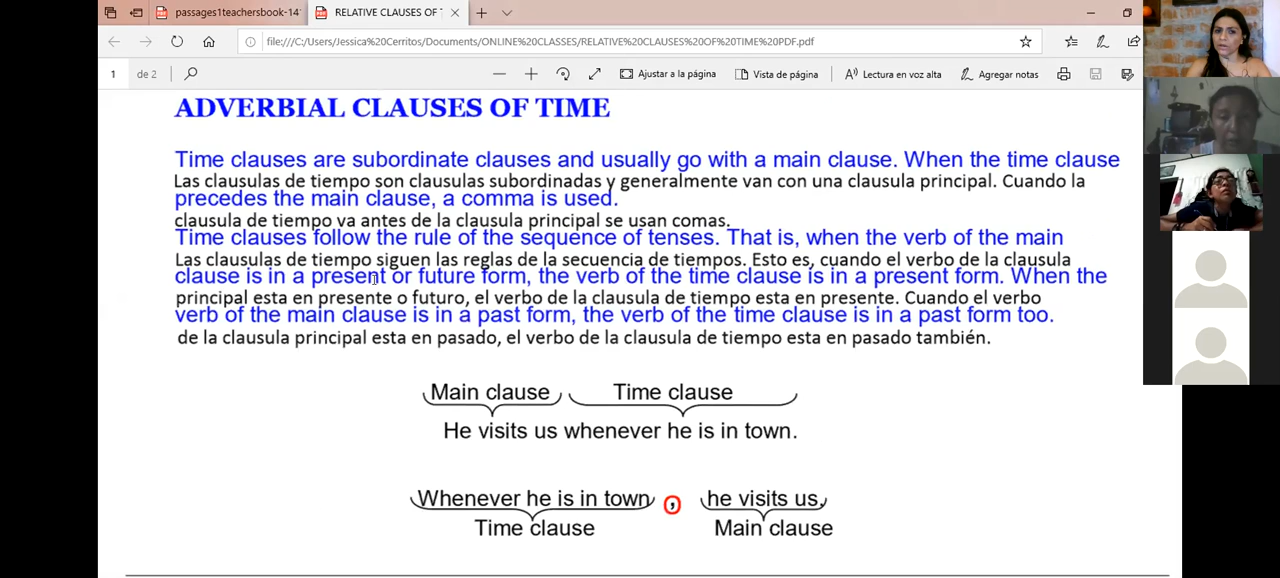 passages1teachersbook-14
RELATIVE CLAUSES OF T
file:///C:/Users/Jessica%20Cerritos/Documents/ONLINE%20CLASSES/RELATIVE%20CLAUSES%20OF%20TIME%20PDF.pdf
1 de 2 Ajustar a la página Vista de página Lectura en voz alta Agregar notas
ADVERBIAL CLAUSES OF TIME
Time clauses are subordinate clauses and usually go with a main clause. When the time clause
Las clausulas de tiempo son clausulas subordinadas y generalmente van con una clausula principal. Cuando la
precedes the main clause, a comma is used.
clausula de tiempo va antes de la clausula principal se usan comas.
Time clauses follow the rule of the sequence of tenses. That is, when the verb of the main
Las clausulas de tiempo siguen las reglas de la secuencia de tiempos. Esto es, cuando el verbo de la clausula
clause is in a present or future form, the verb of the time clause is in a present form. When the
principal esta en presente o futuro, el verbo de la clausula de tiempo esta en presente. Cuando el verbo
verb of the main clause is in a past form, the verb of the time clause is in a past form too.
de la clausula principal esta en pasado, el verbo de la clausula de tiempo esta en pasado también.
Main clause Time clause
He visits us whenever he is in town.
Whenever he is in town , he visits us.
Time clause Main clause